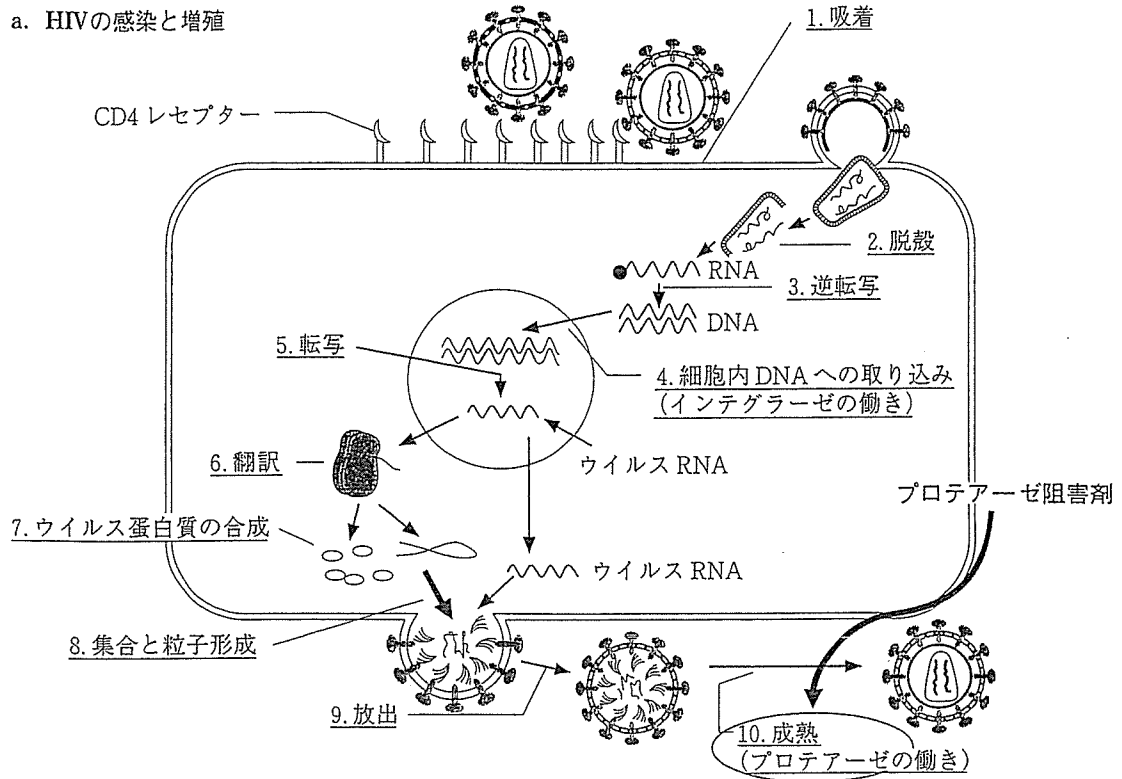 a. HIVの感染と増殖
1.吸着
CD4レセプター
2.脱殻
RNA
3.逆転写
DNA
5.転写
4.細胞内DNAへの取り込み
(インテグラーゼの働き)
6.翻訳
ウイルスRNA
プロテアーゼ阻害剤
7.ウイルス蛋白質の合成
ウイルスRNA
8.集合と粒子形成
9.放出
10.成熟
(プロテアーゼの働き)